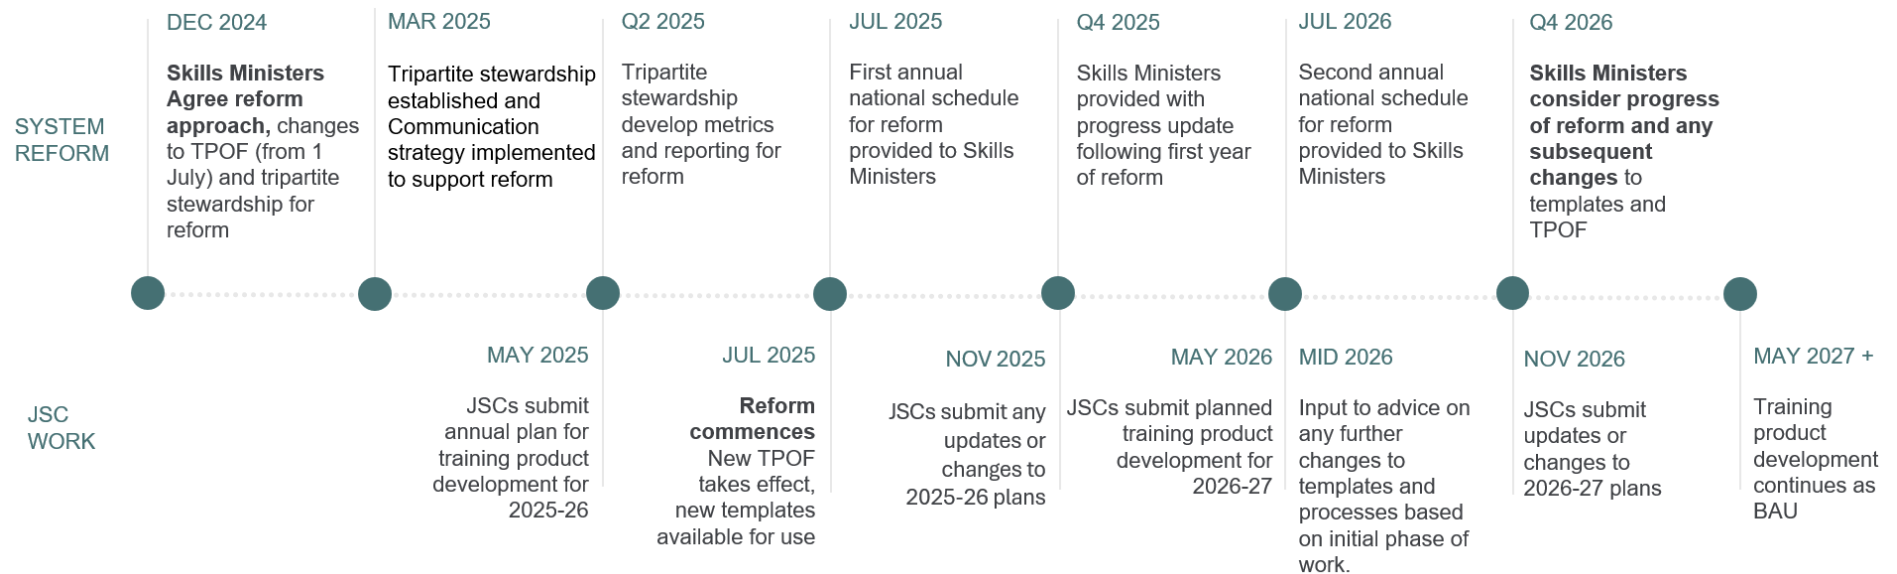 SYSTEM
REFORM
DEC 2024
Skills Ministers
Agree reform
approach, changes
to TPOF (from 1
July) and tripartite
stewardship for
reform
MAR 2025
Tripartite stewardship
established and
Communication
strategy implemented
to support reform
Q2 2025
Tripartite
stewardship
develop metrics
and reporting for
reform
JUL 2025
First annual
national schedule
for reform
provided to Skills
Ministers
Q4 2025
Skills Ministers
provided with
progress update
following first year
of reform
JUL 2026
Second annual
national schedule
for reform
provided to Skills
Ministers
Q4 2026
Skills Ministers
consider progress
of reform and any
subsequent
changes to
templates and
TPOF
JSC
WORK
MAY 2025
JSCs submit
annual plan for
training product
development for
2025-26
JUL 2025
Reform
commences
New TPOF
takes effect,
new templates
available for use
NOV 2025
JSCs submit any
updates or
changes to
2025-26 plans
MAY 2026
JSCs submit planned
training product
development for
2026-27
MID 2026
Input to advice on
any further
changes to
templates and
processes based
on initial phase of
work.
NOV 2026
JSCs submit
updates or
changes to
2026-27 plans
MAY 2027 +
Training
product
development
continues as
BAU